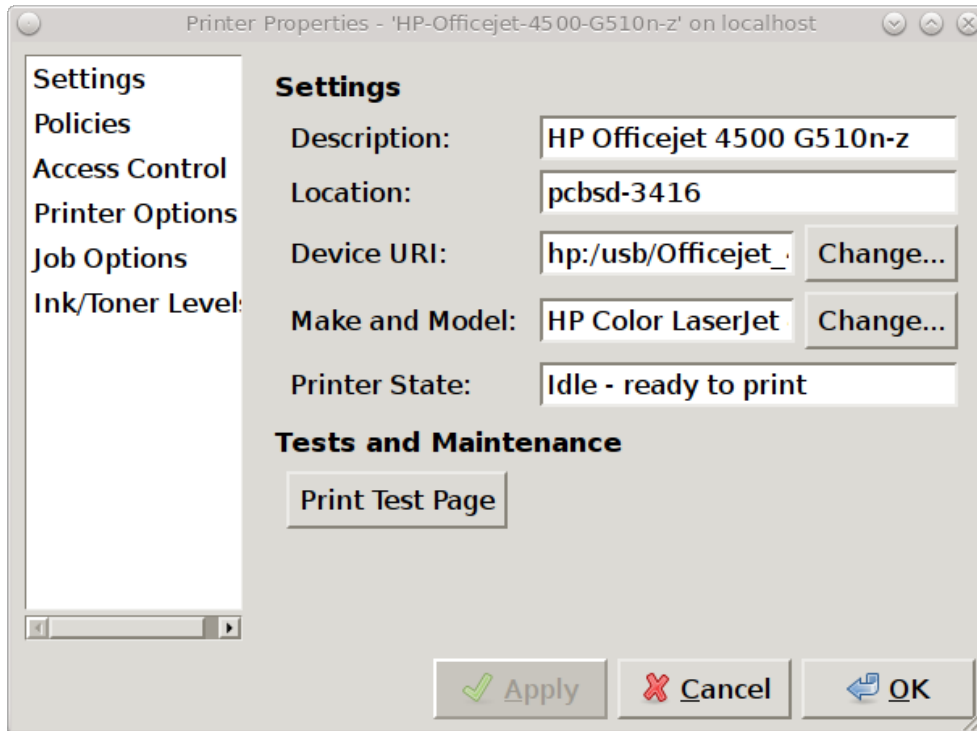 Printer Properties - 'HP-Officejet-4500-G510n-z' on localhost
Settings
Policies
Access Control
Printer Options
Job Options
Ink/Toner Levels
Settings
Description: HP Officejet 4500 G510n-z
Location: pcbsd-3416
Device URI: hp:/usb/Officejet_ Change...
Make and Model: HP Color LaserJet Change...
Printer State: Idle - ready to print
Tests and Maintenance
Print Test Page
Apply Cancel OK